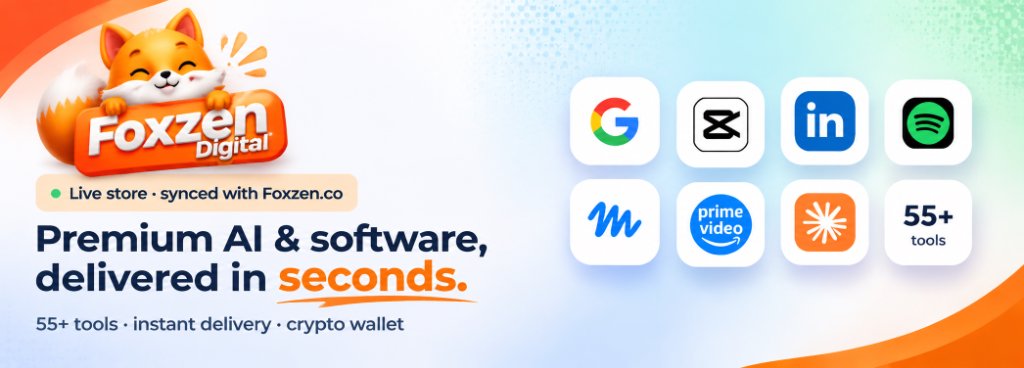 Foxzen
Digital
Live store · synced with Foxzen.co
Premium AI & software,
delivered in seconds.
55+ tools · instant delivery · crypto wallet
in
prime
video
55+
tools